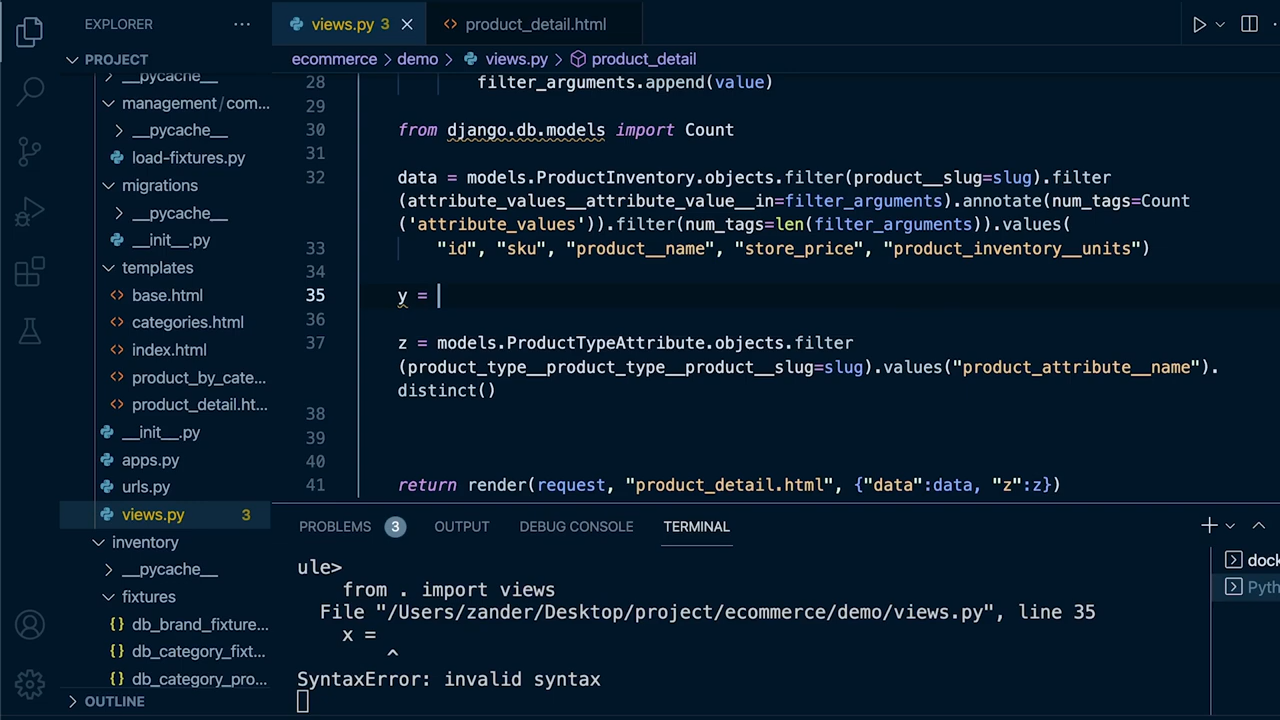 EXPLORER
PROJECT
__pycache__
management/com...
__pycache__
load-fixtures.py
migrations
__pycache__
__init__.py
templates
base.html
categories.html
index.html
product_by_cate...
product_detail.ht...
__init__.py
apps.py
urls.py
views.py 3
inventory
__pycache__
fixtures
db_brand_fixture...
db_category_fixt...
db_category_pro...
OUTLINE
views.py 3
product_detail.html
ecommerce > demo > views.py > product_detail
28 filter_arguments.append(value)
29
30 from django.db.models import Count
31
32 data = models.ProductInventory.objects.filter(product__slug=slug).filter
(attribute_values__attribute_value__in=filter_arguments).annotate(num_tags=Count
('attribute_values')).filter(num_tags=len(filter_arguments)).values(
33 "id", "sku", "product__name", "store_price", "product_inventory__units")
34
35 y =
36
37 z = models.ProductTypeAttribute.objects.filter
(product_type__product_type__product__slug=slug).values("product_attribute__name").
distinct()
38
39
40
41 return render(request, "product_detail.html", {"data":data, "z":z})
PROBLEMS 3 OUTPUT DEBUG CONSOLE TERMINAL
ule>
from . import views
File "/Users/zander/Desktop/project/ecommerce/demo/views.py", line 35
x =
^
SyntaxError: invalid syntax
dock
Pyth